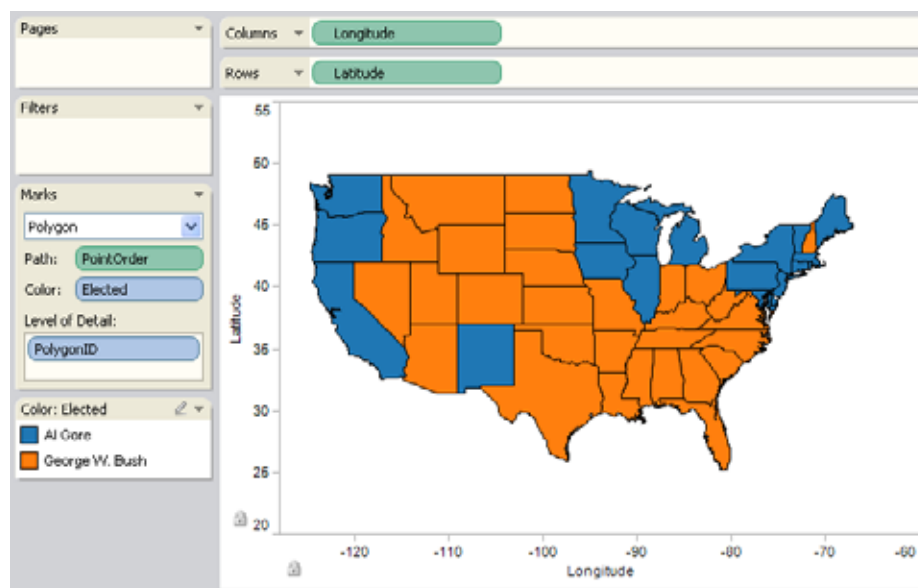 Pages
Columns Longitude
Rows Latitude
Filters
Marks
Polygon
Path: PointOrder
Color: Elected
Level of Detail:
PolygonID
Color: Elected
Al Gore
George W. Bush
55
50
45
40
35
30
25
20
Latitude
-120 -110 -100 -90 -80 -70 -60
Longitude